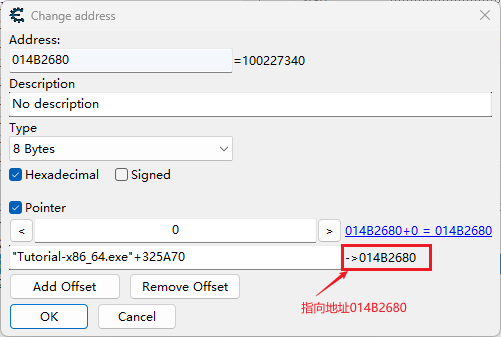 Change address
Address:
014B2680 =100227340
Description
No description
Type
8 Bytes
Hexadecimal Signed
Pointer
< 0 > 014B2680+0 = 014B2680
"Tutorial-x86_64.exe"+325A70 ->014B2680
Add Offset Remove Offset
指向地址014B2680
OK Cancel